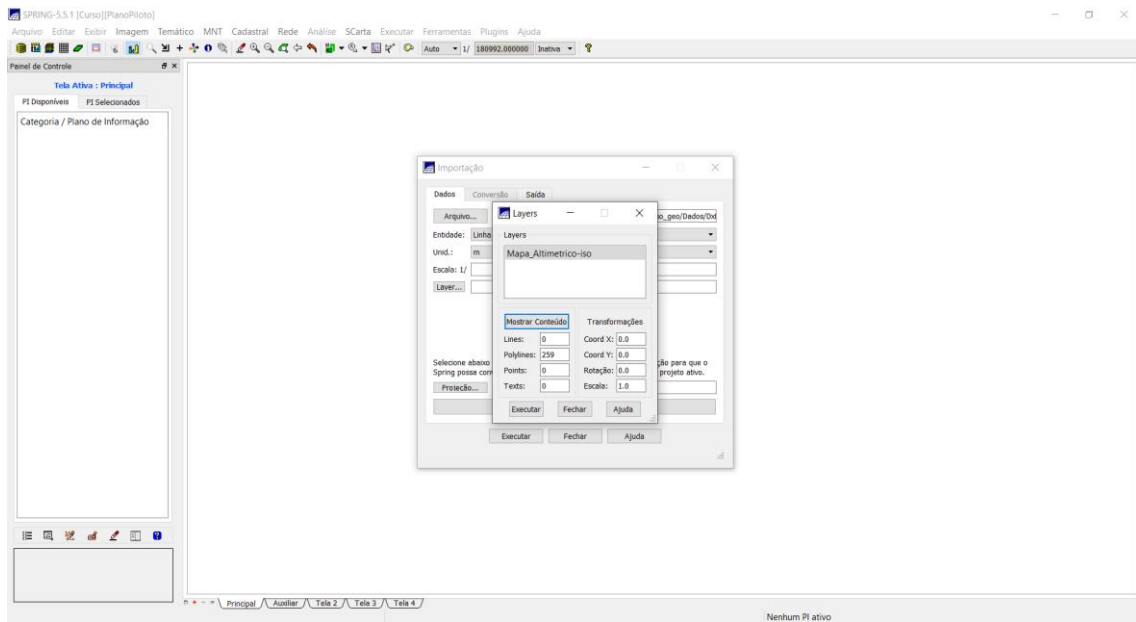 SPRING-5.5.1 [Curso][PlanoPiloto]
Arquivo Editar Exibir Imagem Temático MNT Cadastral Rede Análise SCarta Executar Ferramentas Plugins Ajuda
Auto 1/ 180992.000000 Inativa
Painel de Controle
Tela Ativa : Principal
PI Disponíveis PI Selecionados
Categoria / Plano de Informação
Importação
Dados Conversão Saída
Arquivo...
Entidade: Linha
Unid.: m
Escala: 1/
Layer...
Selecione abaixo
ção para que o
Spring possa
projeto ativo.
Executar Fechar Ajuda
Layers
Layers
Mapa_Altimetrico-iso
Mostrar Conteúdo Transformações
Lines: 0 Coord X: 0.0
Polylines: 259 Coord Y: 0.0
Points: 0 Rotação: 0.0
Texts: 0 Escala: 1.0
Executar Fechar Ajuda
Principal Auxiliar Tela 2 Tela 3 Tela 4
Nenhum PI ativo